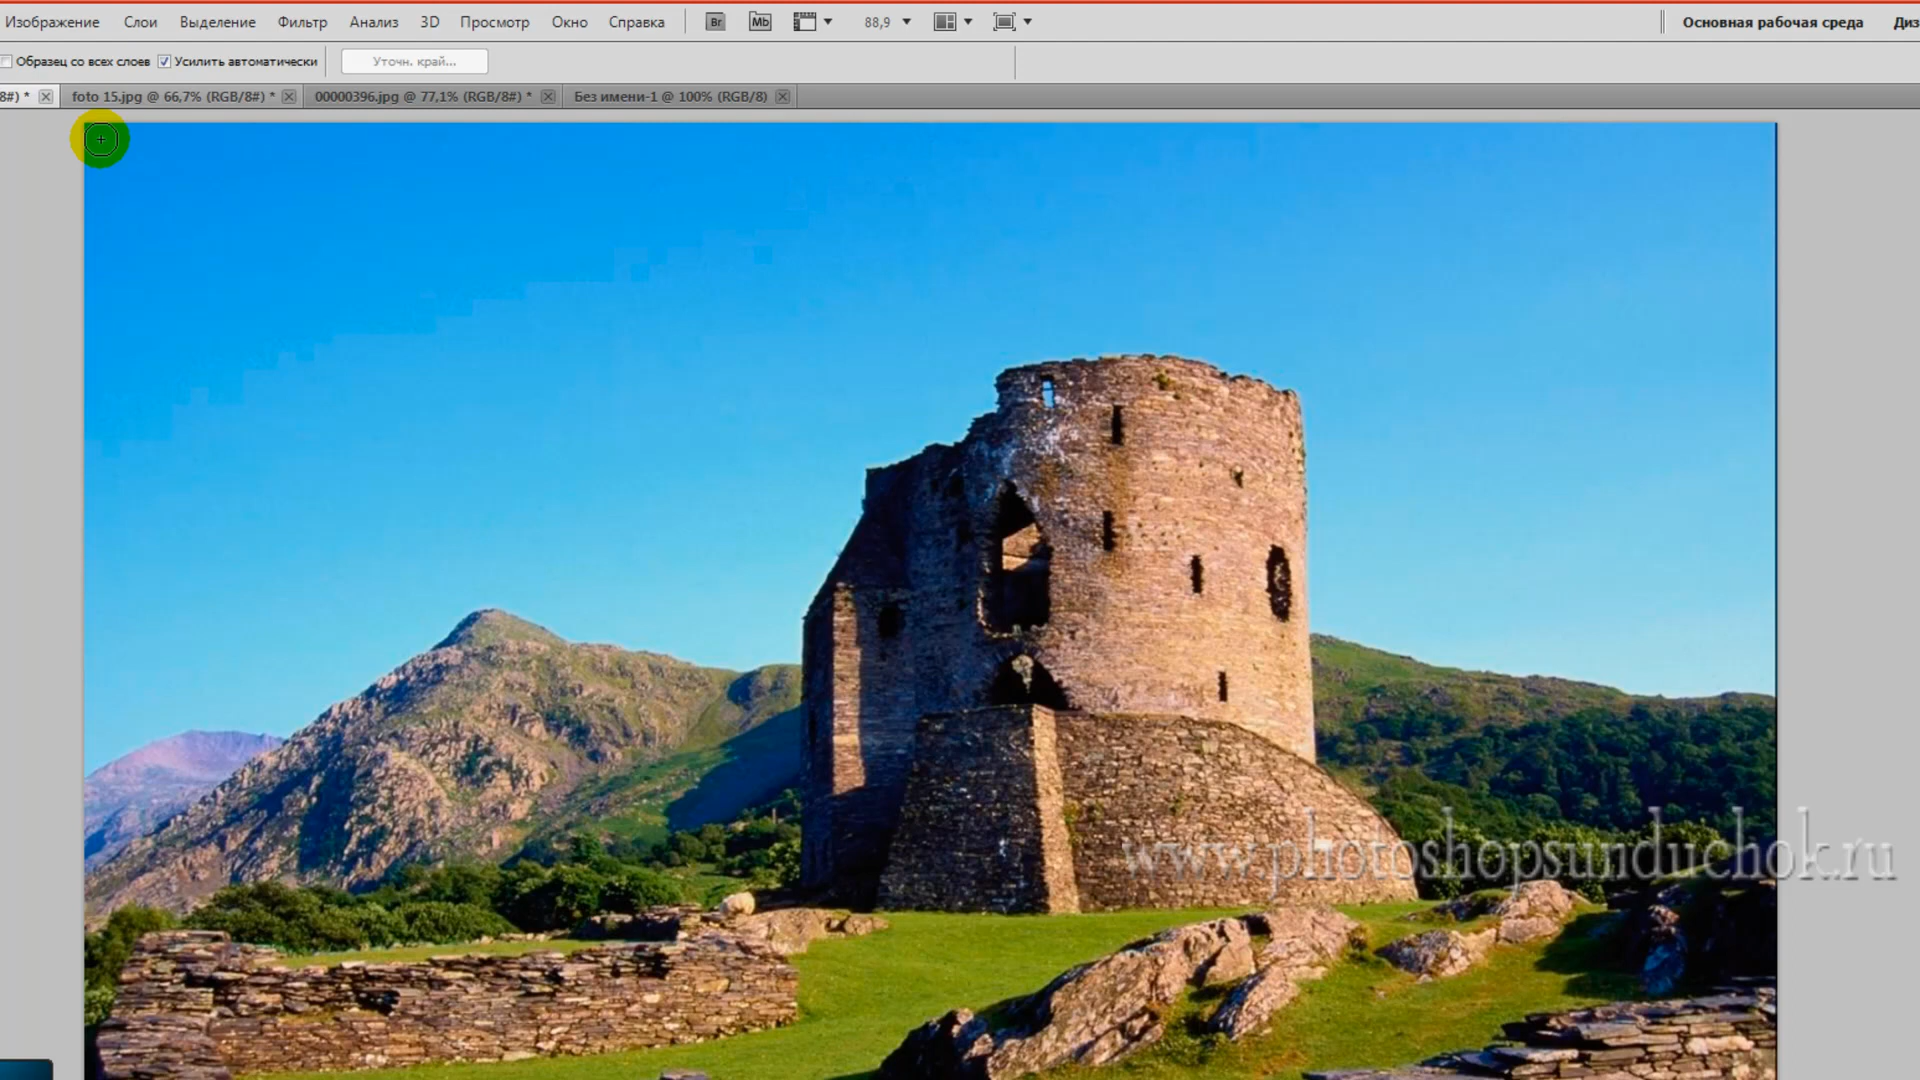 Изображение Слои Выделение Фильтр Анализ 3D Просмотр Окно Справка Br Mb 88,9 Основная рабочая среда Диз
Образец со всех слоев Усилить автоматически Уточн. край...
8#) * foto 15.jpg @ 66,7% (RGB/8#) * 00000396.jpg @ 77,1% (RGB/8#) * Без имени-1 @ 100% (RGB/8)
www.photoshopsunduchok.ru